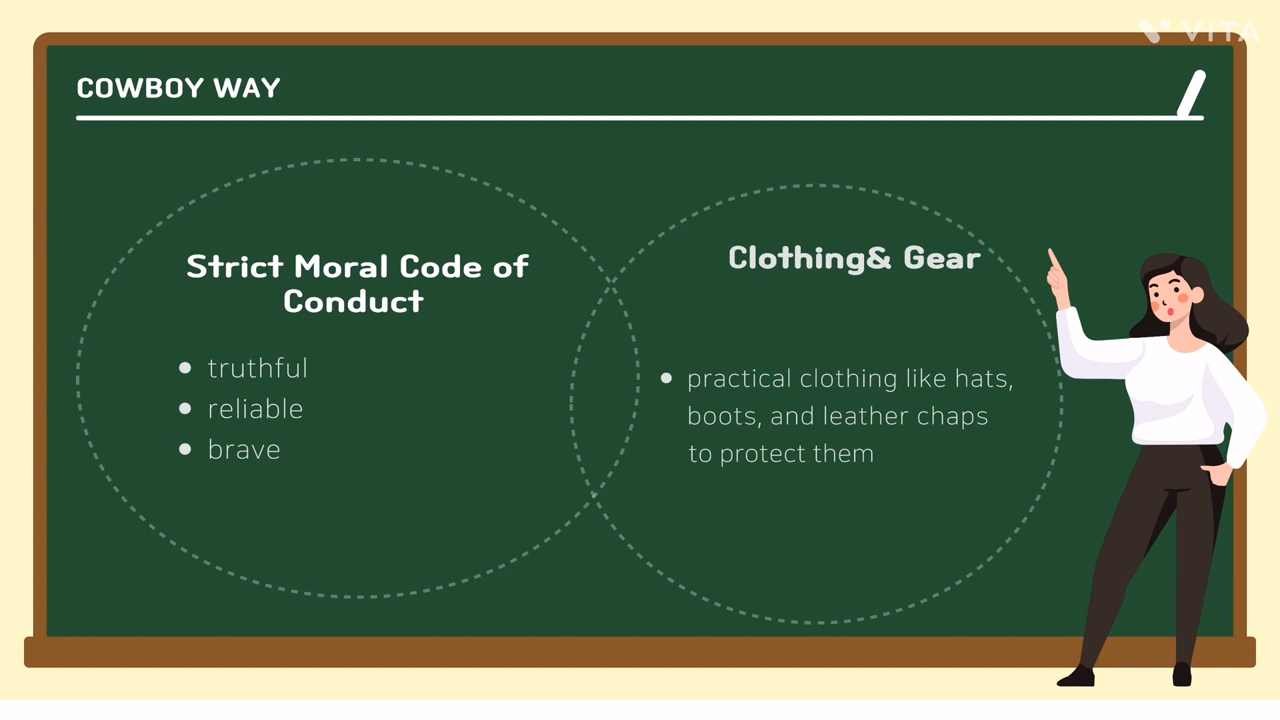 VITA
COWBOY WAY
Strict Moral Code of
Conduct
truthful
reliable
brave
Clothing& Gear
practical clothing like hats,
boots, and leather chaps
to protect them